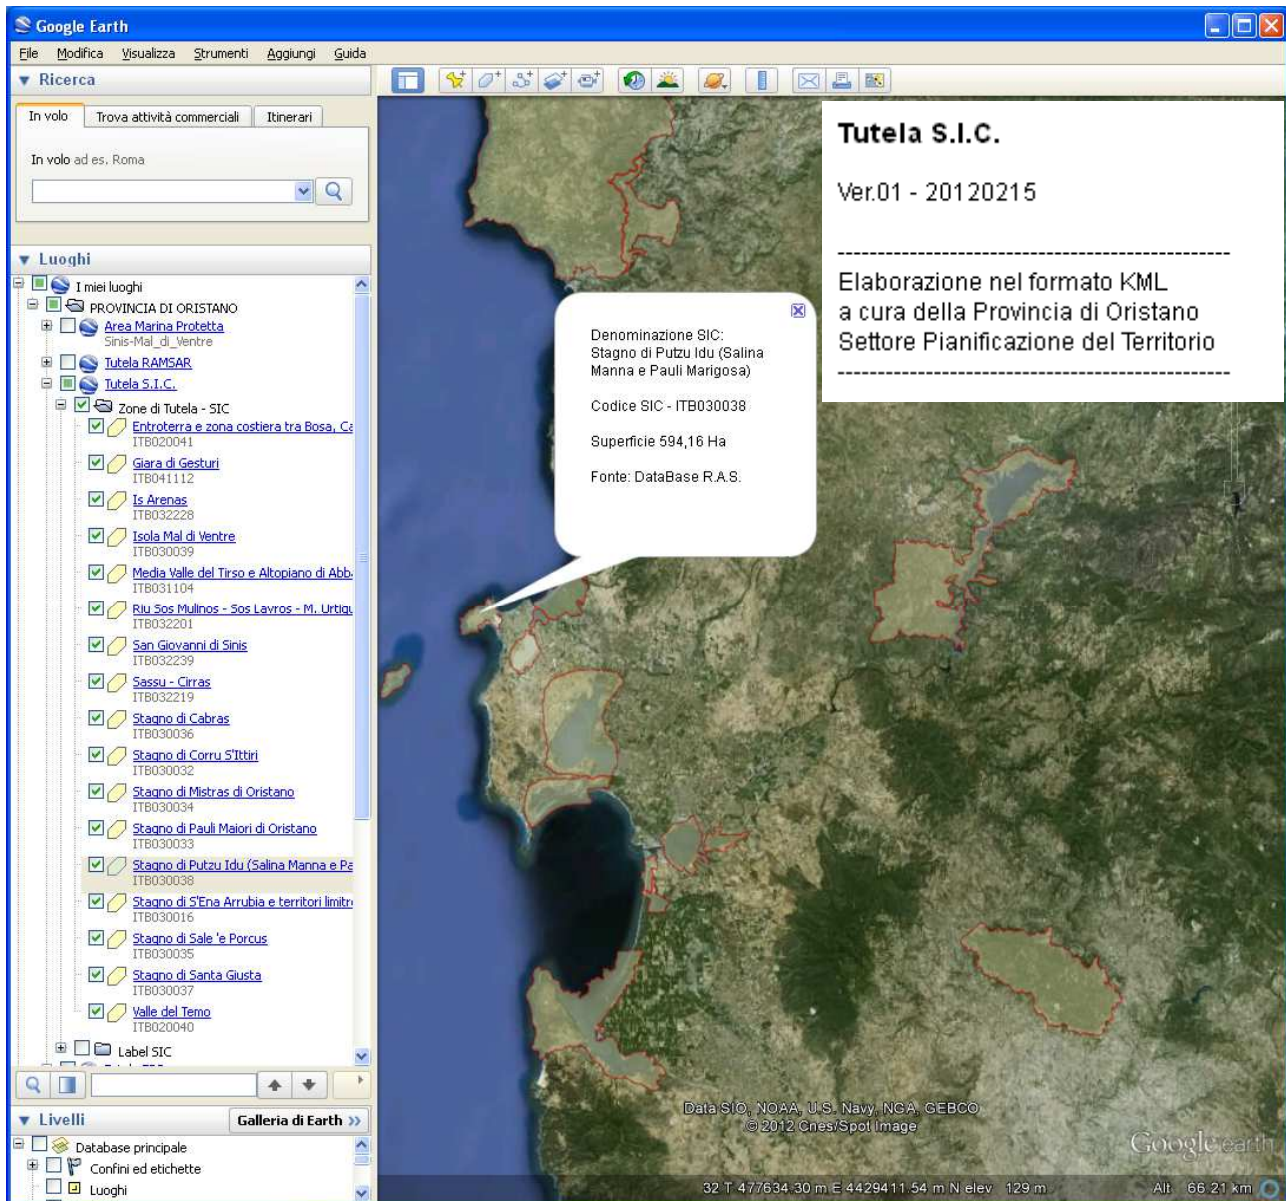 Google Earth
File Modifica Visualizza Strumenti Aggiungi Guida
Ricerca
In volo Trova attività commerciali Itinerari
In volo ad es. Roma
Luoghi
I miei luoghi
PROVINCIA DI ORISTANO
Area Marina Protetta
Sinis-Mal_di_Ventre
Tutela RAMSAR
Tutela S.I.C.
Zone di Tutela - SIC
Entroterra e zona costiera tra Bosa, Ca
ITB020041
Giara di Gesturi
ITB041112
Is Arenas
ITB032228
Isola Mal di Ventre
ITB030039
Media Valle del Tirso e Altopiano di Abb
ITB031104
Riu Sos Mulinos - Sos Lavros - M. Urtigu
ITB032201
San Giovanni di Sinis
ITB032239
Sassu - Cirras
ITB032219
Stagno di Cabras
ITB030036
Stagno di Corru S'Ittiri
ITB030032
Stagno di Mistras di Oristano
ITB030034
Stagno di Pauli Maiori di Oristano
ITB030033
Stagno di Putzu Idu (Salina Manna e Pa
ITB030038
Stagno di S'Ena Arrubia e territori limitr
ITB030016
Stagno di Sale 'e Porcus
ITB030035
Stagno di Santa Giusta
ITB030037
Valle del Temo
ITB020040
Label SIC
Livelli Galleria di Earth >>
Database principale
Confini ed etichette
Luoghi
Tutela S.I.C.
Ver.01 - 20120215
--------------------------------------------------
Elaborazione nel formato KML
a cura della Provincia di Oristano
Settore Pianificazione del Territorio
--------------------------------------------------
Denominazione SIC:
Stagno di Putzu Idu (Salina
Manna e Pauli Marigosa)
Codice SIC - ITB030038
Superficie 594,16 Ha
Fonte: DataBase R.A.S.
Data SIO, NOAA, U.S. Navy, NGA, GEBCO
© 2012 Cnes/Spot Image
Google earth
32 T 477634.30 m E 4429411.54 m N elev 129 m Alt 66.21 km